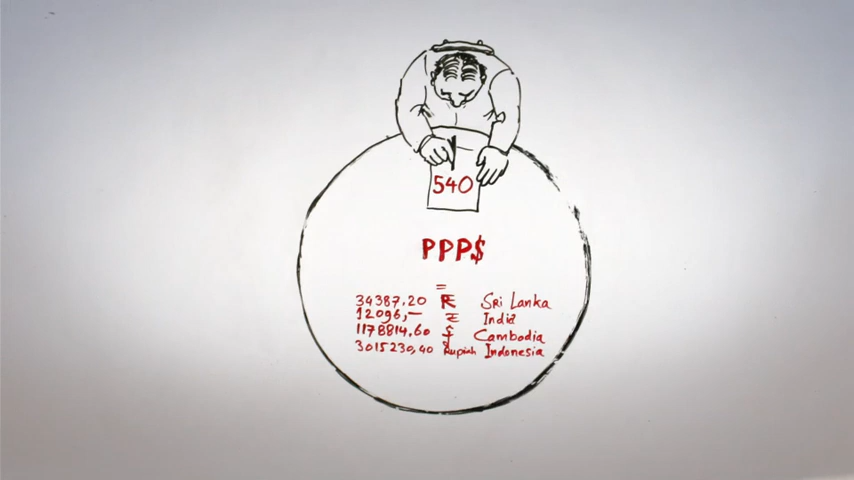 540
PPP$
=
34387.20 ₨ Sri Lanka
12096,— ₹ India
1178814,60 ៛ Cambodia
3015230,40 Rupiah Indonesia